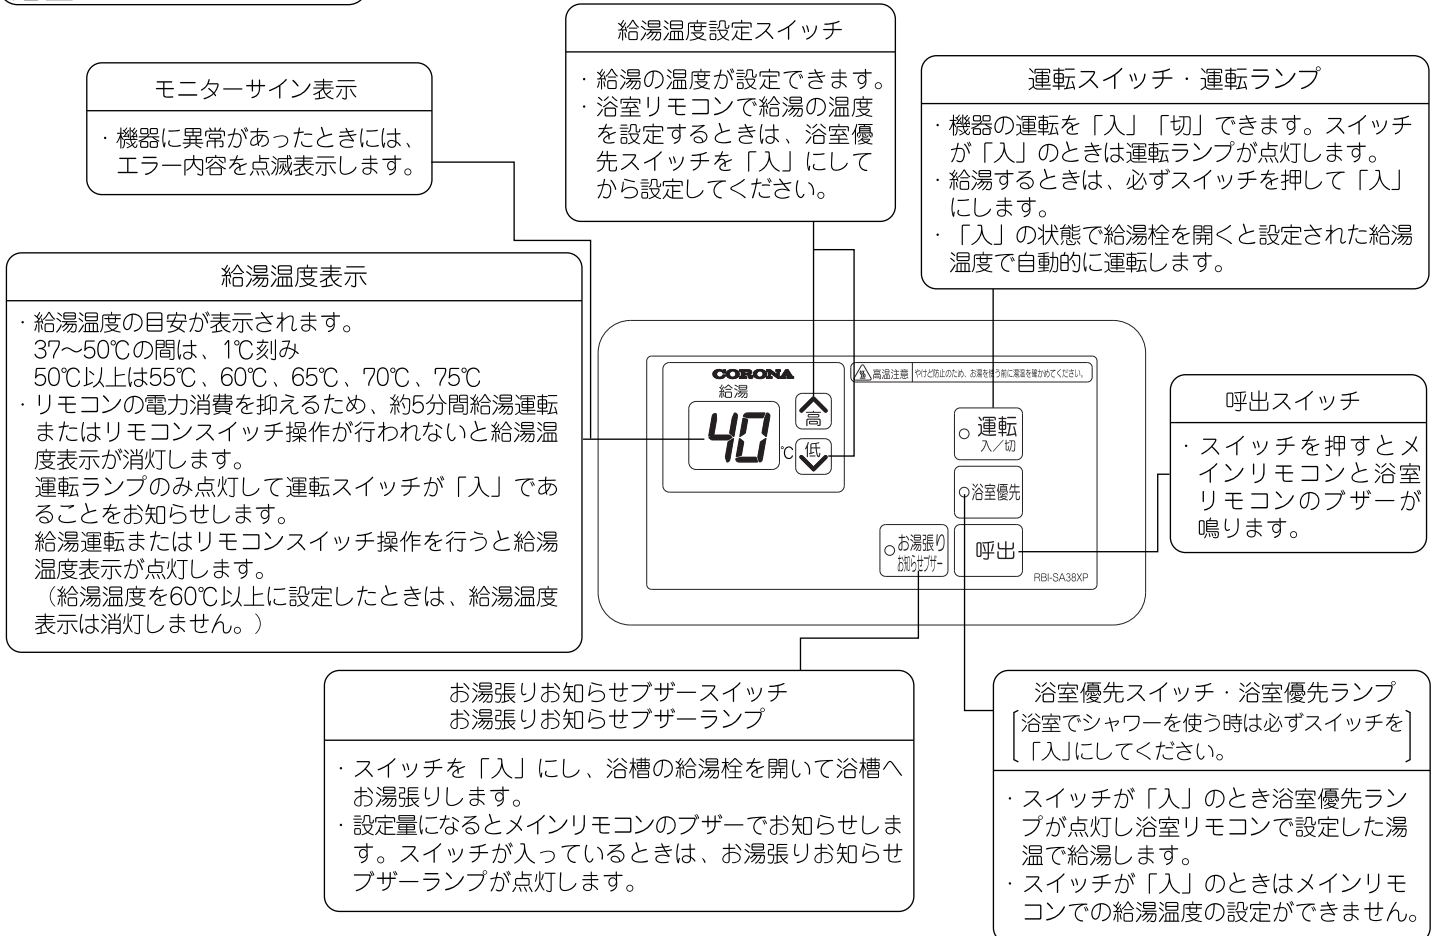 給湯温度設定スイッチ
・給湯の温度が設定できます。
・浴室リモコンで給湯の温度
を設定するときは、浴室優
先スイッチを「入」にして
から設定してください。
モニターサイン表示
・機器に異常があったときには、
エラー内容を点滅表示します。
運転スイッチ・運転ランプ
・機器の運転を「入」「切」できます。スイッチ
が「入」のときは運転ランプが点灯します。
・給湯するときは、必ずスイッチを押して「入」
にします。
・「入」の状態で給湯栓を開くと設定された給湯
温度で自動的に運転します。
給湯温度表示
・給湯温度の目安が表示されます。
37〜50℃の間は、1℃刻み
50℃以上は55℃、60℃、65℃、70℃、75℃
・リモコンの電力消費を抑えるため、約5分間給湯運転
またはリモコンスイッチ操作が行われないと給湯温
度表示が消灯します。
運転ランプのみ点灯して運転スイッチが「入」であ
ることをお知らせします。
給湯運転またはリモコンスイッチ操作を行うと給湯
温度表示が点灯します。
（給湯温度を60℃以上に設定したときは、給湯温度
表示は消灯しません。）
CORONA
給湯
40
℃
高
低
高温注意 やけど防止のため、お湯を使う前に湯温を確かめてください。
運転
入／切
浴室優先
お湯張り
お知らせブザー
呼出
RBI-SA38XP
呼出スイッチ
・スイッチを押すとメ
インリモコンと浴室
リモコンのブザーが
鳴ります。
お湯張りお知らせブザースイッチ
お湯張りお知らせブザーランプ
・スイッチを「入」にし、浴槽の給湯栓を開いて浴槽へ
お湯張りします。
・設定量になるとメインリモコンのブザーでお知らせしま
す。スイッチが入っているときは、お湯張りお知らせ
ブザーランプが点灯します。
浴室優先スイッチ・浴室優先ランプ
［浴室でシャワーを使う時は必ずスイッチを
「入」にしてください。］
・スイッチが「入」のとき浴室優先ラン
プが点灯し浴室リモコンで設定した湯
温で給湯します。
・スイッチが「入」のときはメインリモ
コンでの給湯温度の設定ができません。